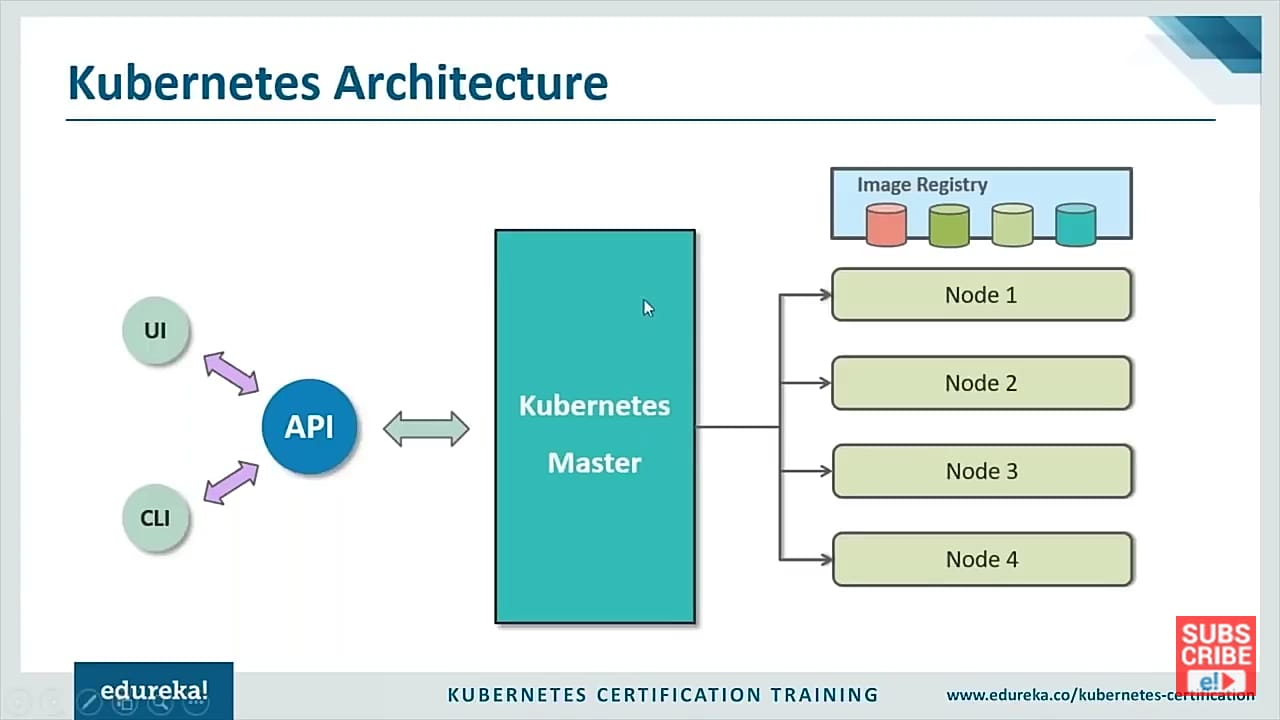 Kubernetes Architecture
Image Registry
Node 1
UI
Node 2
Kubernetes
API
Master
Node 3
CLI
Node 4
SUBS
CRIBE
e!
edureka!
KUBERNETES CERTIFICATION TRAINING
www.edureka.co/kubernetes-certification